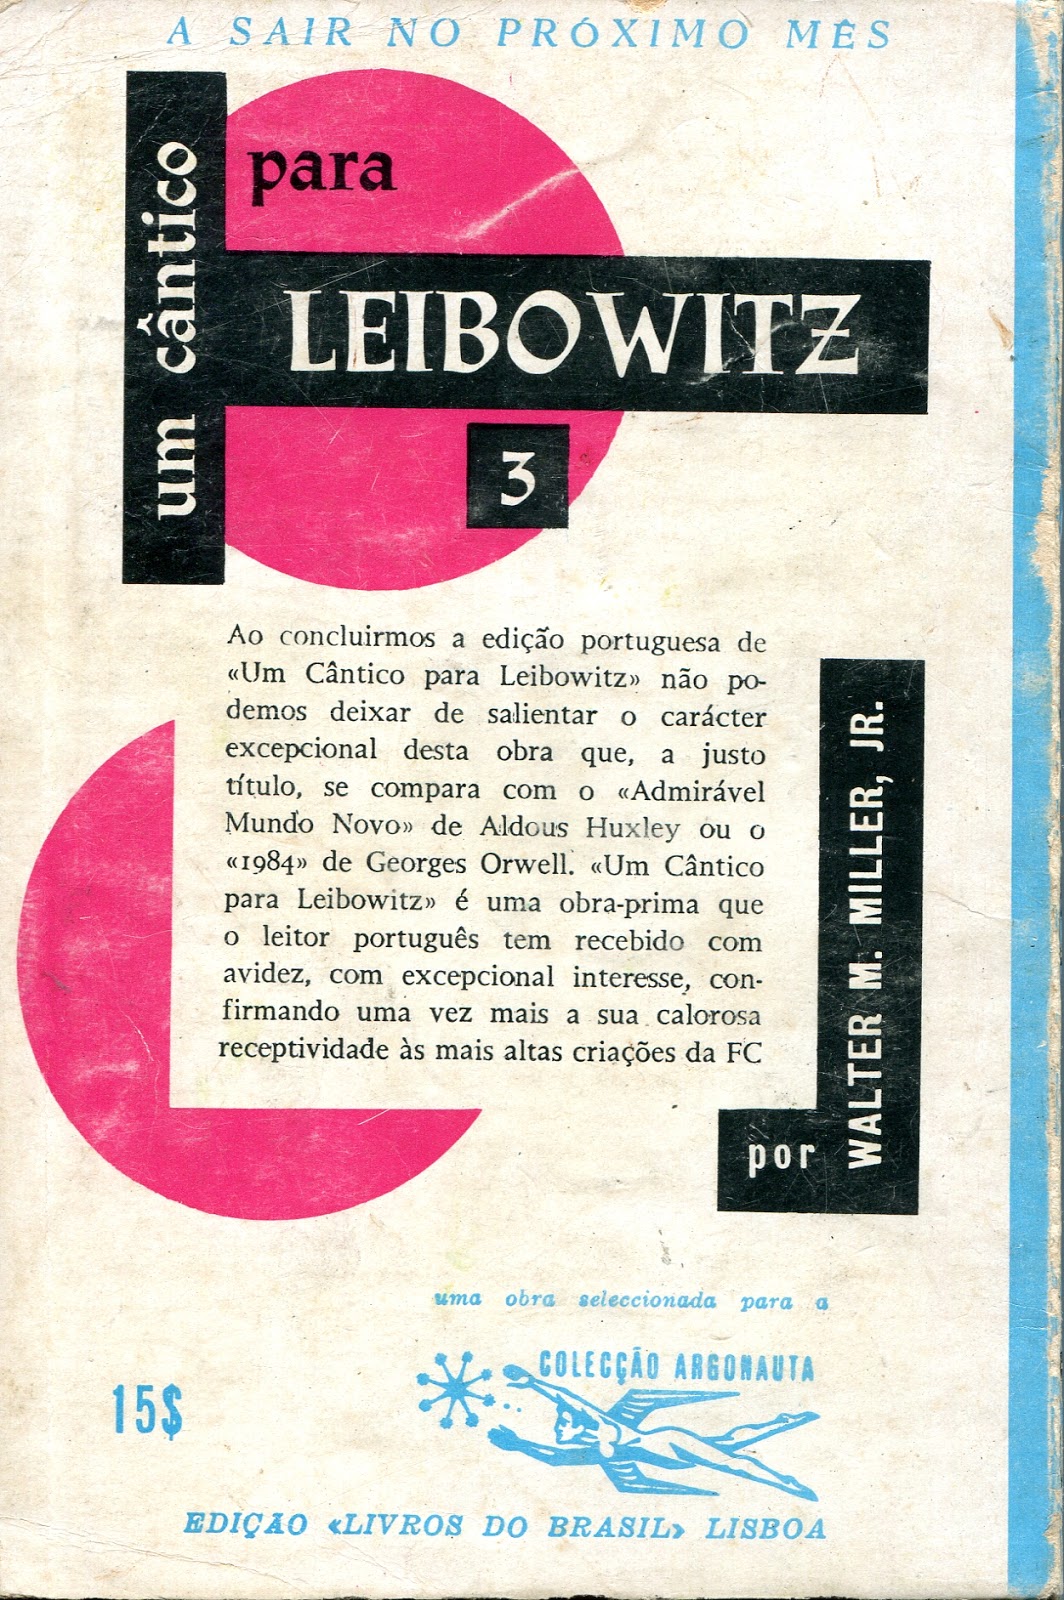 A SAIR NO PRÓXIMO MÊS
um cântico
para
LEIBOWITZ
3
Ao concluirmos a edição portuguesa de
«Um Cântico para Leibowitz» não po-
demos deixar de salientar o carácter
excepcional desta obra que, a justo
título, se compara com o «Admirável
Mundo Novo» de Aldous Huxley ou o
«1984» de Georges Orwell. «Um Cântico
para Leibowitz» é uma obra-prima que
o leitor português tem recebido com
avidez, com excepcional interesse, con-
firmando uma vez mais a sua calorosa
receptividade às mais altas criações da FC
por
WALTER M. MILLER, JR.
uma obra seleccionada para a
COLECÇÃO ARGONAUTA
15$
EDIÇAO «LIVROS DO BRASIL» LISBOA